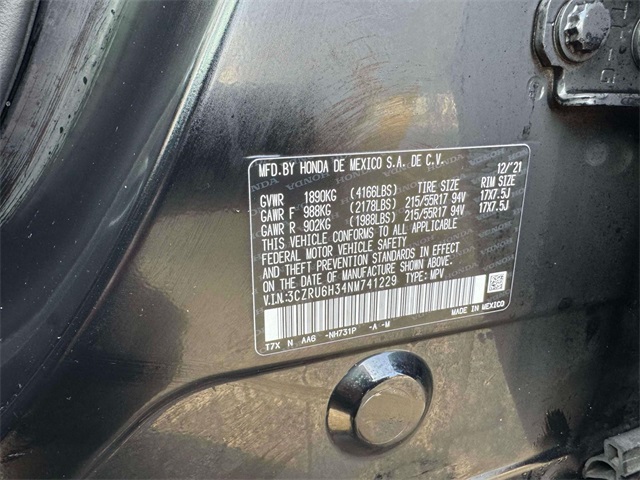 MFD.BY HONDA DE MEXICO S.A. DE C.V. 12/'21
GVWR 1890KG (4166LBS) TIRE SIZE RIM SIZE
GAWR F 988KG (2178LBS) 215/55R17 94V 17X7.5J
GAWR R 902KG (1988LBS) 215/55R17 94V 17X7.5J
THIS VEHICLE CONFORMS TO ALL APPLICABLE
FEDERAL MOTOR VEHICLE SAFETY
AND THEFT PREVENTION STANDARDS IN EFFECT
ON THE DATE OF MANUFACTURE SHOWN ABOVE.
V.I.N.:3CZRU6H34NM741229 TYPE: MPV
T7X N AA6 -NH731P -A -M
MEXICO